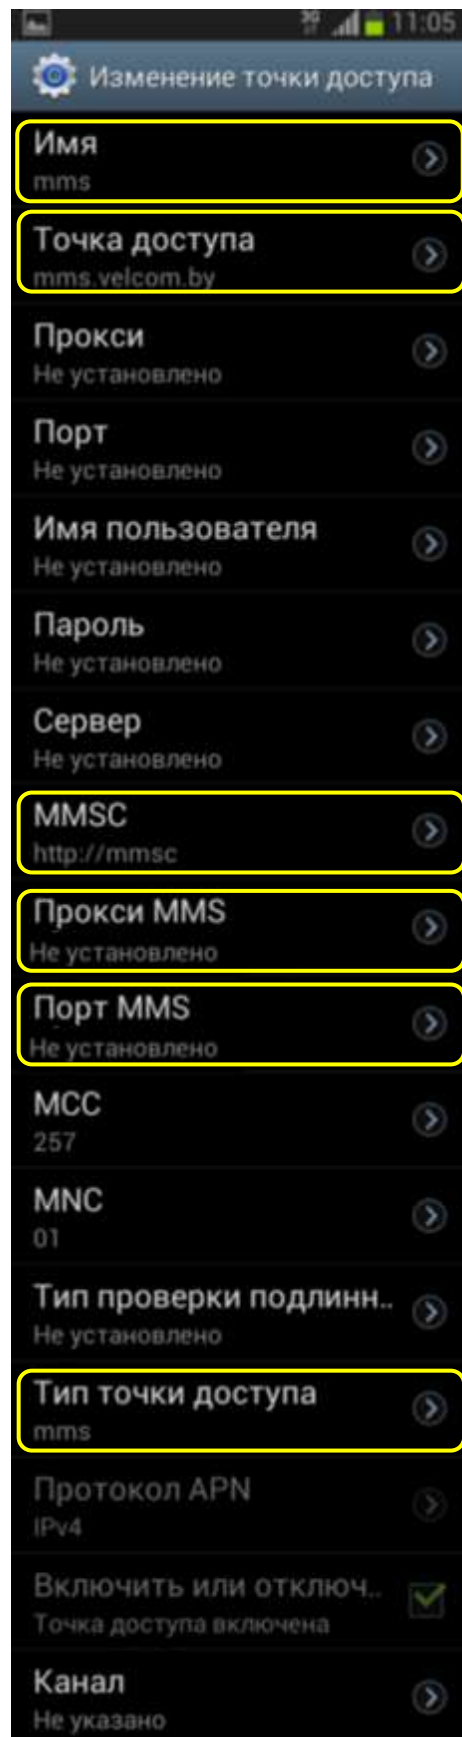 3G 11:05
Изменение точки доступа
Имя
mms
Точка доступа
mms.velcom.by
Прокси
Не установлено
Порт
Не установлено
Имя пользователя
Не установлено
Пароль
Не установлено
Сервер
Не установлено
MMSC
http://mmsc
Прокси MMS
Не установлено
Порт MMS
Не установлено
MCC
257
MNC
01
Тип проверки подлинн..
Не установлено
Тип точки доступа
mms
Протокол APN
IPv4
Включить или отключ..
Точка доступа включена
Канал
Не указано